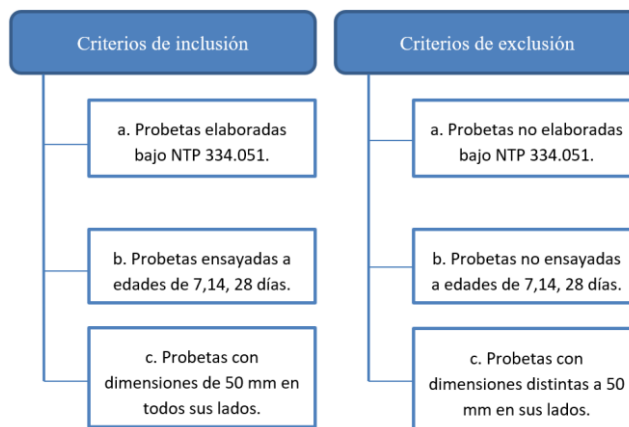 Criterios de inclusión
a. Probetas elaboradas
bajo NTP 334.051.
b. Probetas ensayadas a
edades de 7,14, 28 días.
c. Probetas con
dimensiones de 50 mm en
todos sus lados.
Criterios de exclusión
a. Probetas no elaboradas
bajo NTP 334.051.
b. Probetas no ensayadas
a edades de 7,14, 28 días.
c. Probetas con
dimensiones distintas a 50
mm en sus lados.